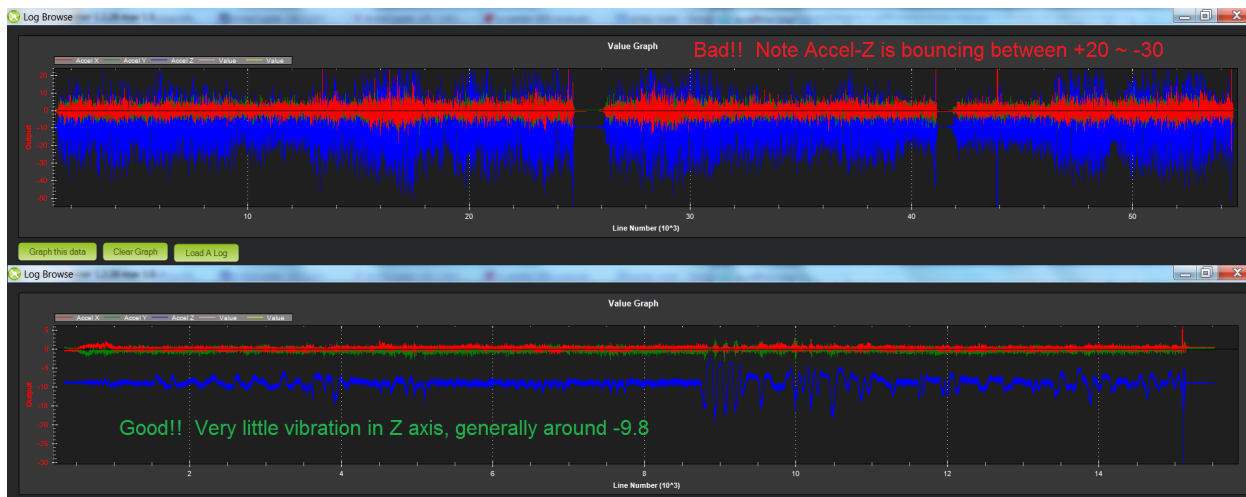 Log Browse
Value Graph
Bad!!  Note Accel-Z is bouncing between +20 ~ -30
Accel X Accel Y Accel Z Value Value
Output
20
10
0
-10
-20
-30
-40
-50
10 20 30 40 50
Line Number (10^3)
Graph this data Clear Graph Load A Log
Log Browse
Value Graph
Accel X Accel Y Accel Z Value Value
Output
5
0
-5
-10
-15
-20
-25
-30
Good!!  Very little vibration in Z axis, generally around -9.8
2 4 6 8 10 12 14
Line Number (10^3)